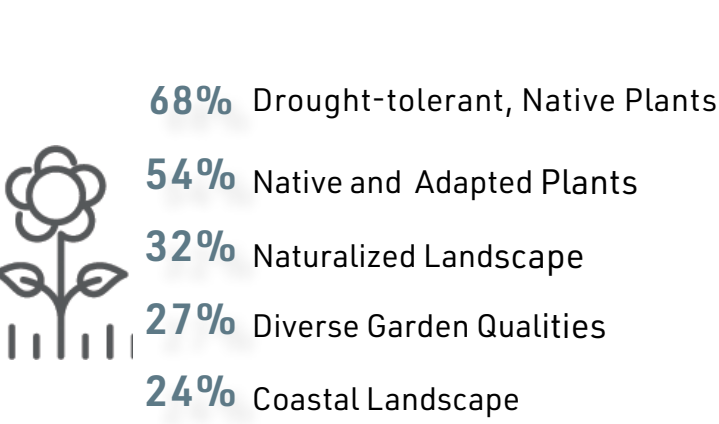 68% Drought-tolerant, Native Plants
54% Native and Adapted Plants
32% Naturalized Landscape
27% Diverse Garden Qualities
24% Coastal Landscape